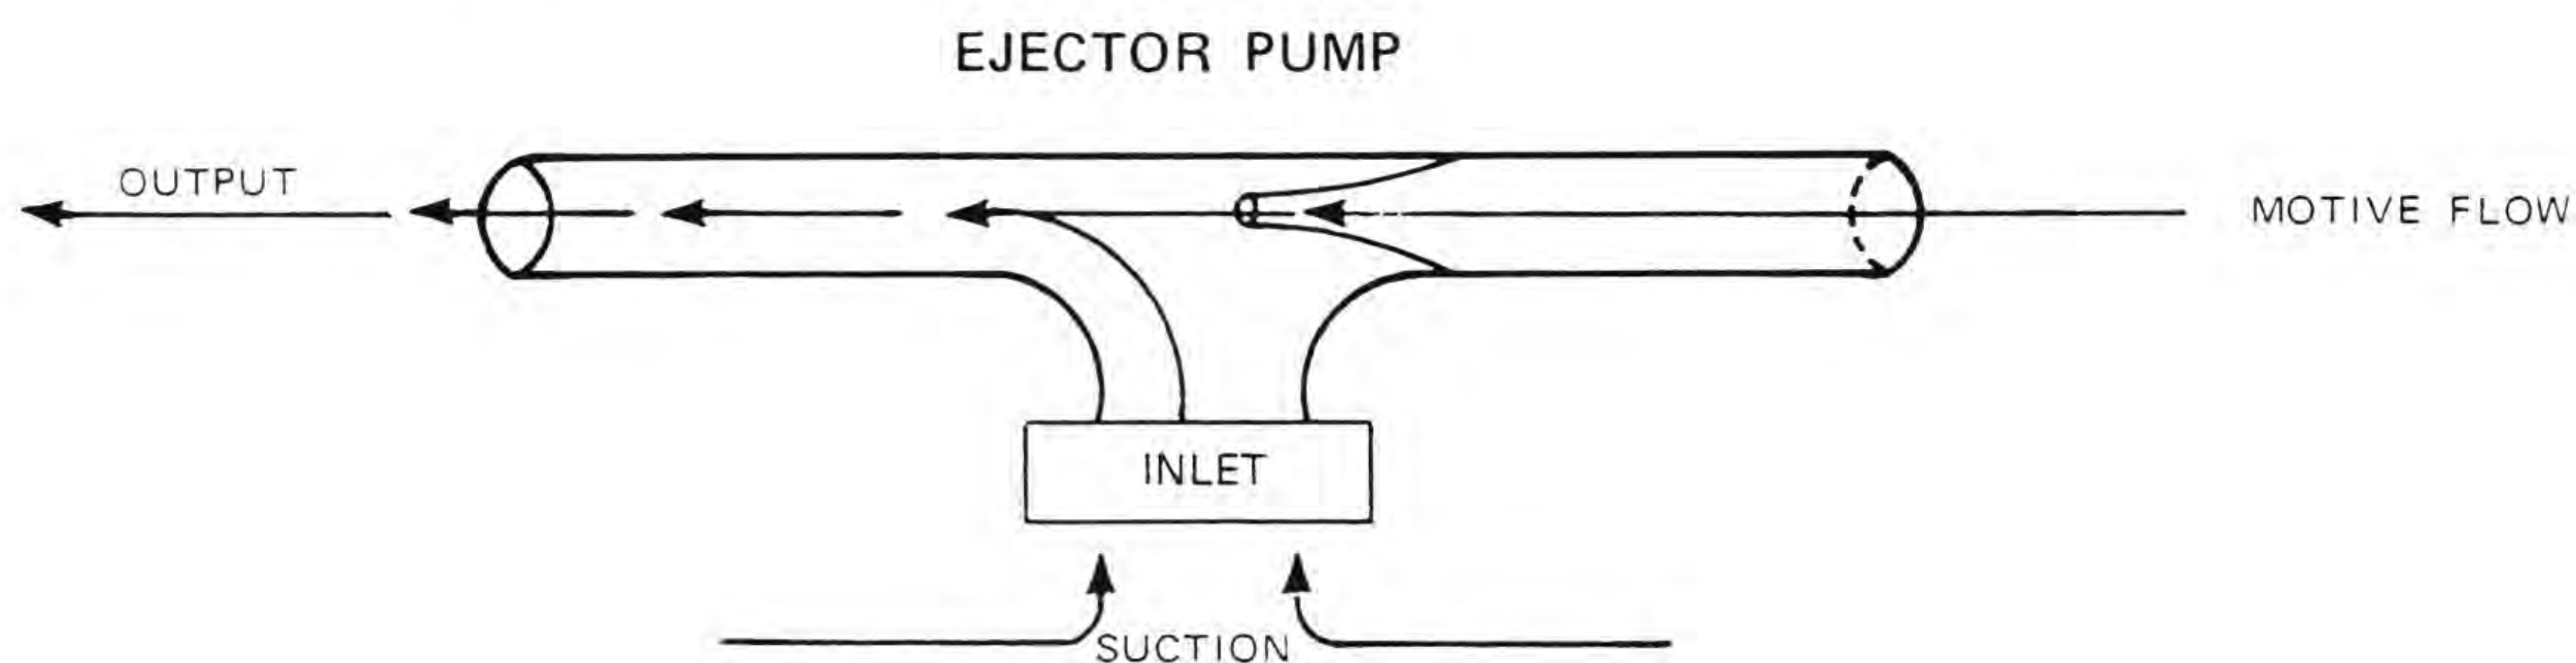 EJECTOR PUMP
OUTPUT
MOTIVE FLOW
INLET
SUCTION